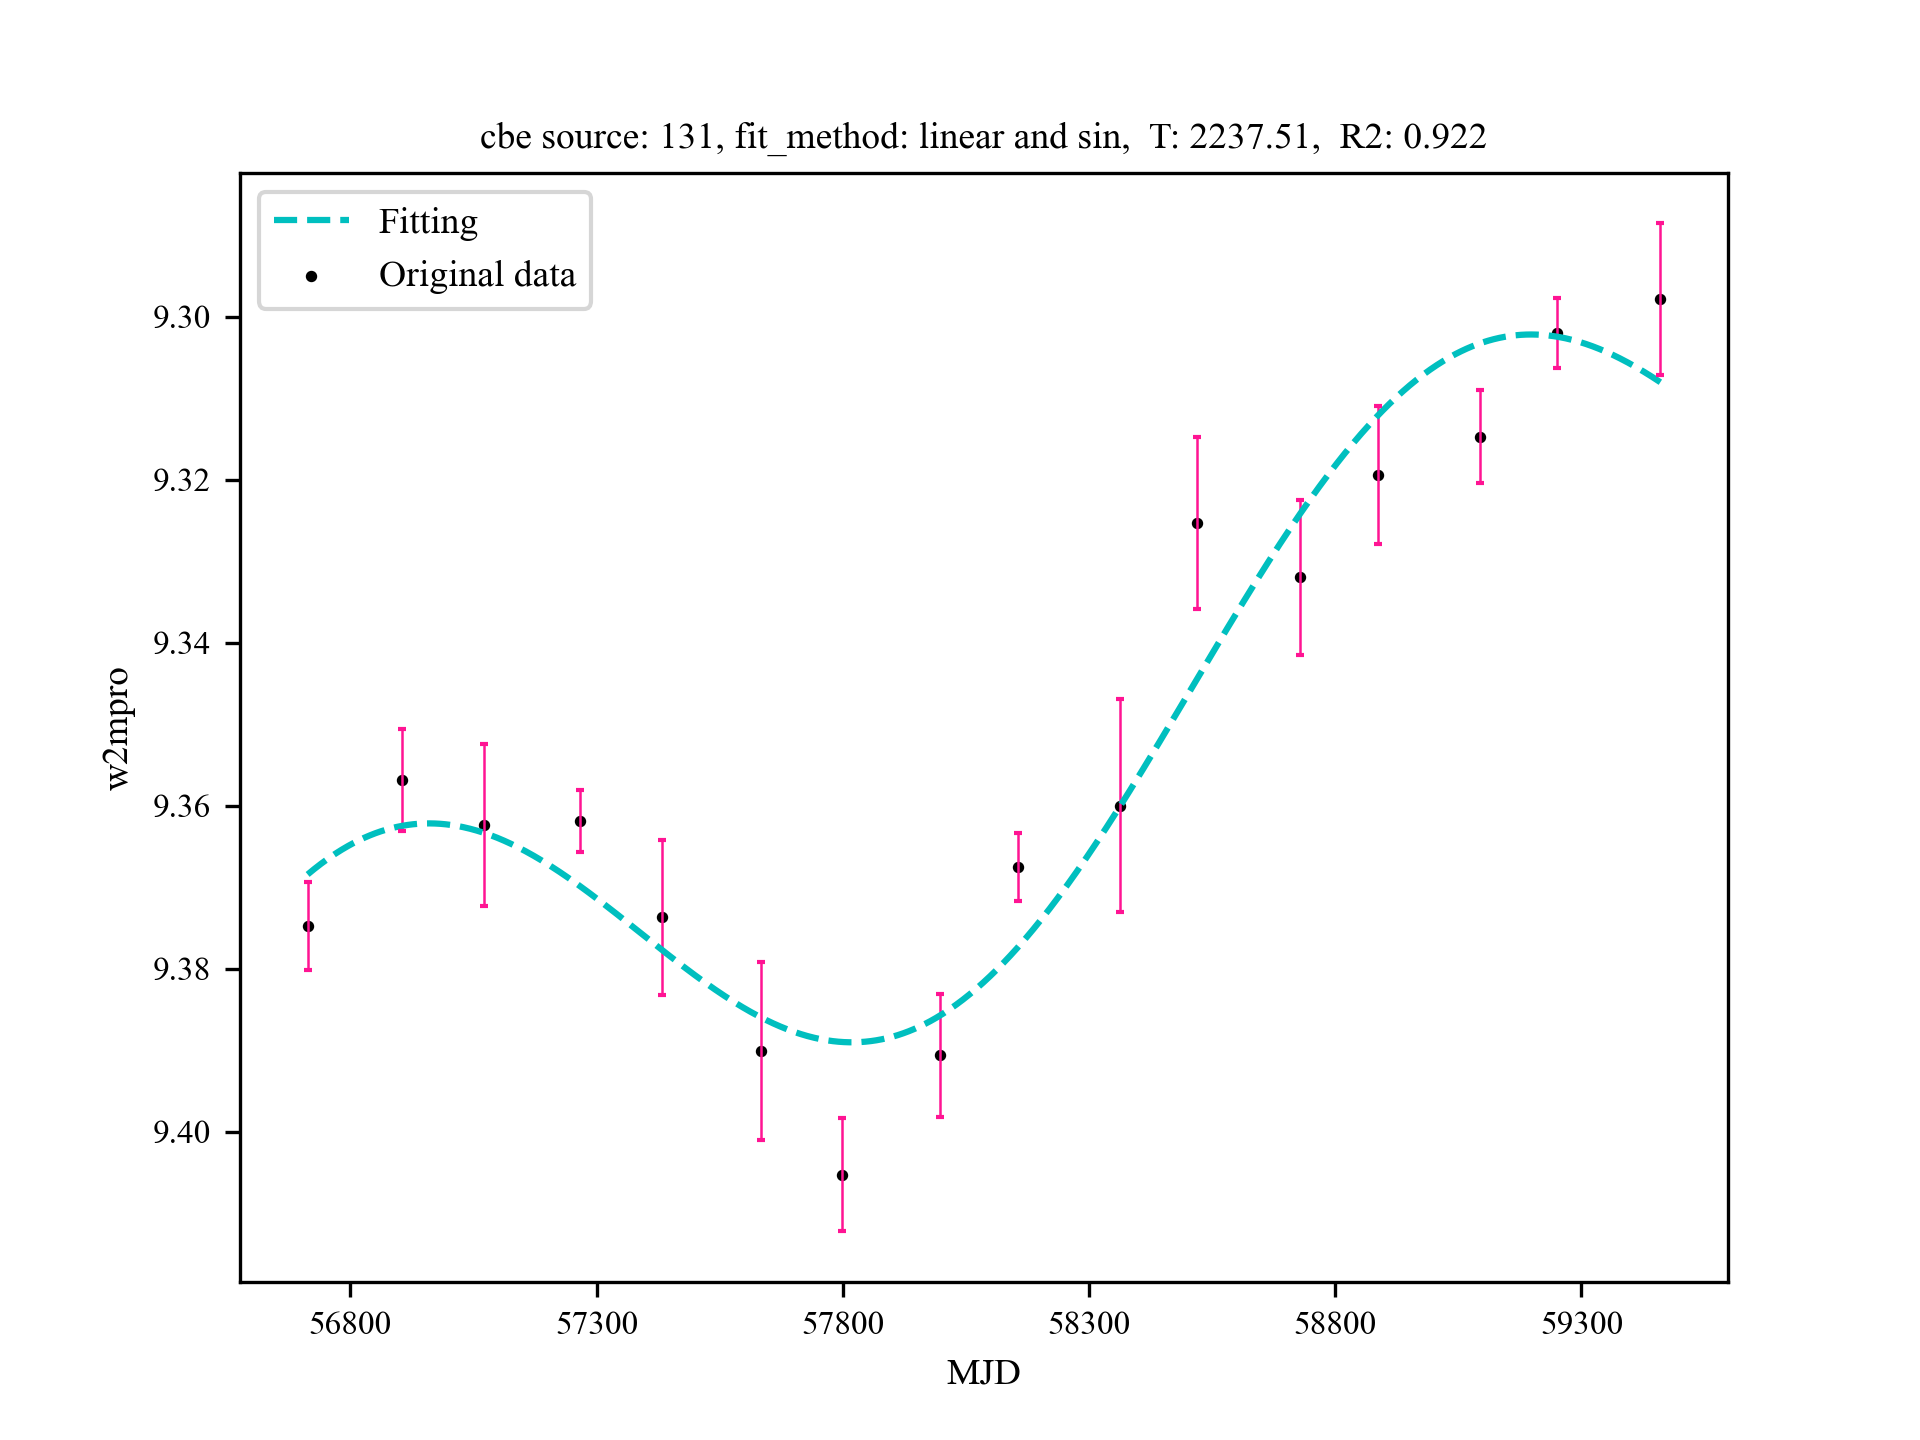 cbe source: 131, fit_method: linear and sin,  T: 2237.51,  R2: 0.922
Fitting
Original data
9.30
9.32
9.34
9.36
9.38
9.40
w2mpro
56800 57300 57800 58300 58800 59300
MJD